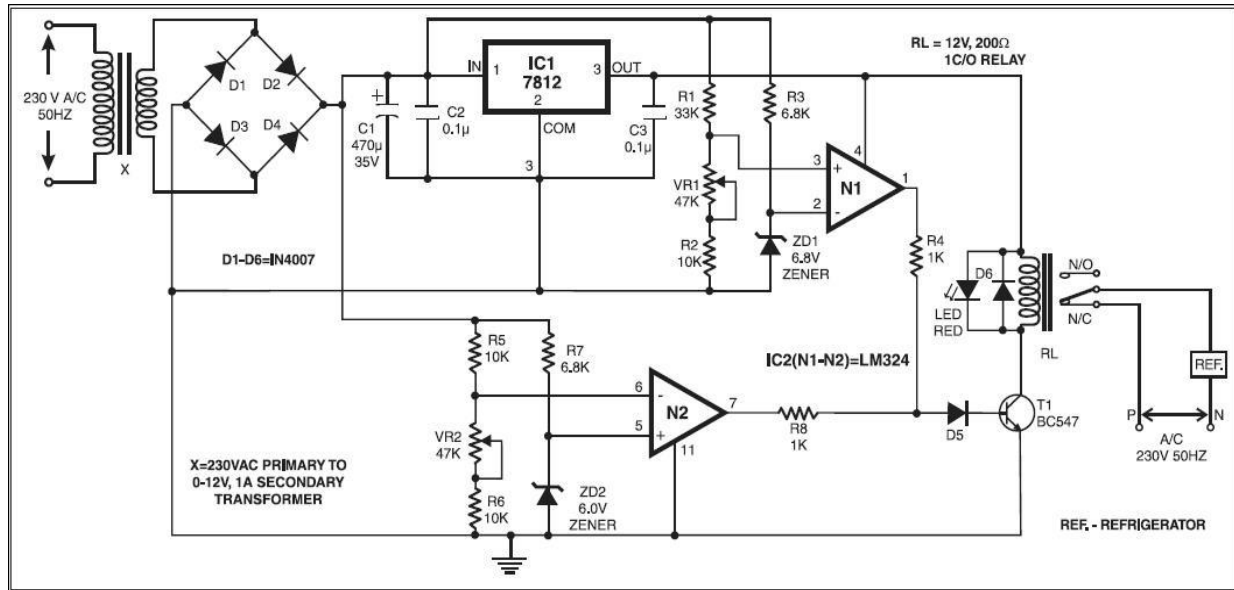 230 V A/C
50HZ
X
D1
D2
D3
D4
D1-D6=IN4007
C1
470µ
35V
C2
0.1µ
IN
1
IC1
7812
3
OUT
2
COM
3
C3
0.1µ
R1
33K
VR1
47K
R2
10K
R3
6.8K
ZD1
6.8V
ZENER
3
+
2
-
N1
4
1
R4
1K
RL = 12V, 200Ω
1C/O RELAY
LED
RED
D6
RL
N/O
N/C
REF.
P
N
A/C
230V 50HZ
X=230VAC PRIMARY TO
0-12V, 1A SECONDARY
TRANSFORMER
R5
10K
VR2
47K
R6
10K
R7
6.8K
ZD2
6.0V
ZENER
6
-
5
+
N2
7
11
R8
1K
IC2(N1-N2)=LM324
D5
T1
BC547
REF. - REFRIGERATOR